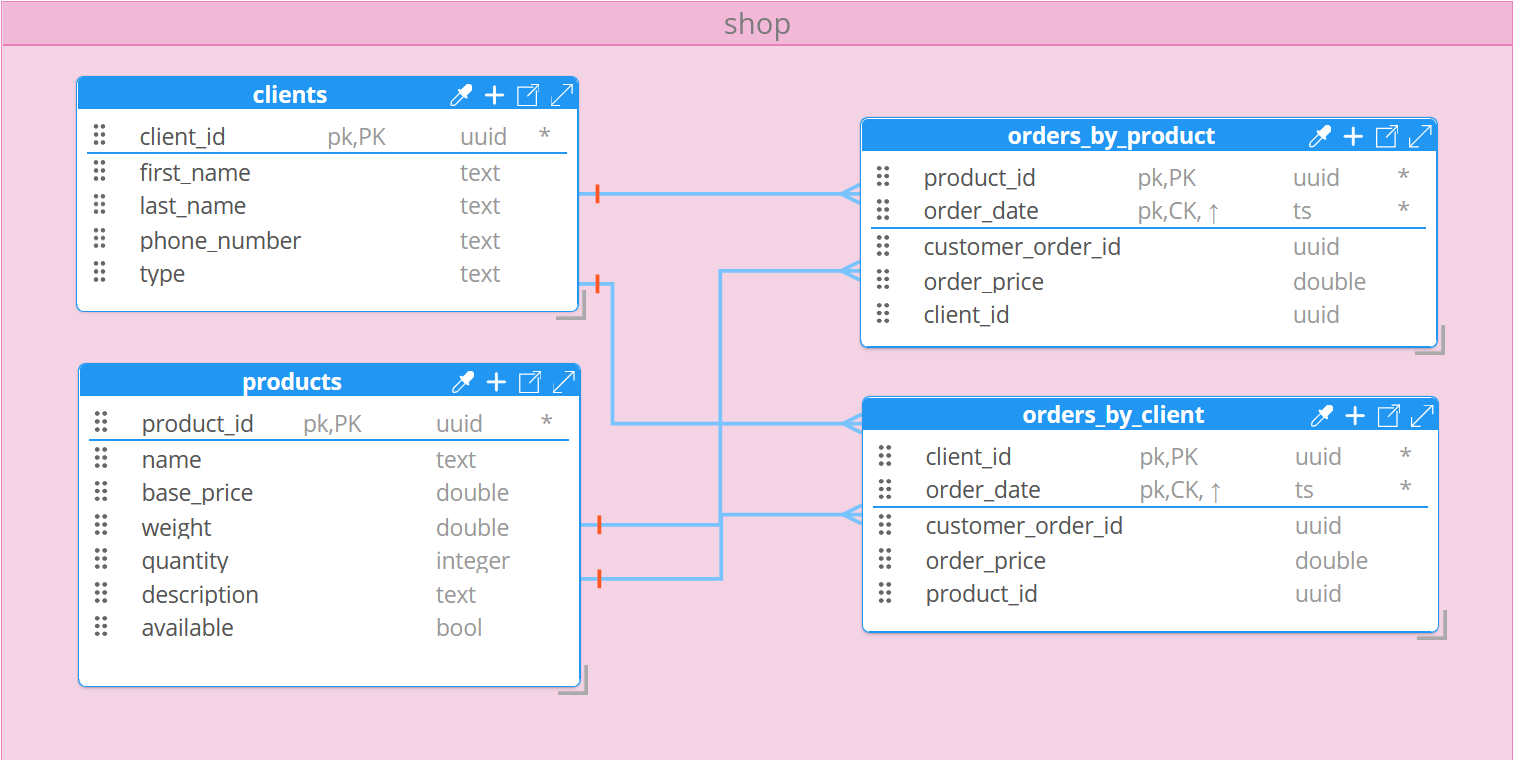 shop
clients
client_id pk,PK uuid *
first_name text
last_name text
phone_number text
type text
products
product_id pk,PK uuid *
name text
base_price double
weight double
quantity integer
description text
available bool
orders_by_product
product_id pk,PK uuid *
order_date pk,CK, ↑ ts *
customer_order_id uuid
order_price double
client_id uuid
orders_by_client
client_id pk,PK uuid *
order_date pk,CK, ↑ ts *
customer_order_id uuid
order_price double
product_id uuid